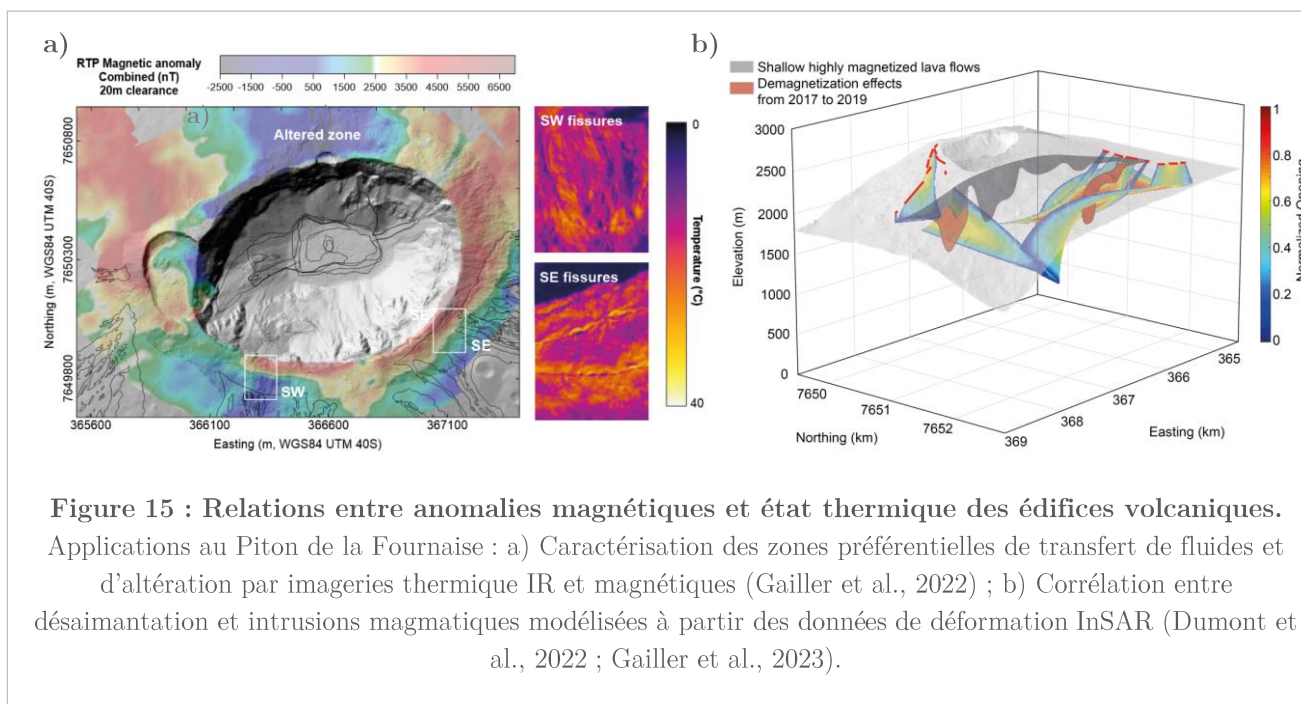 a)
RTP Magnetic anomaly
Combined (nT)
20m clearance
-2500 -1500 -500 500 1500 2500 3500 4500 5500 6500
a)
b)
Altered zone
7650800
7650300
7649800
Northing (m, WGS84 UTM 40S)
SE
SE
SW
365600 366100 366600 367100
Easting (m, WGS84 UTM 40S)
SW fissures
SE fissures
0
Temperature (°C)
40
b)
Shallow highly magnetized lava flows
Demagnetization effects
from 2017 to 2019
3000
2500
2000
1500
1000
500
0
Elevation (m)
7650
7651
7652
Northing (km)
369
368
367
366
365
Easting (km)
1
0.8
0.6
0.4
0.2
0
Normalized Opening
Figure 15 : Relations entre anomalies magnétiques et état thermique des édifices volcaniques.
Applications au Piton de la Fournaise : a) Caractérisation des zones préférentielles de transfert de fluides et
d'altération par imageries thermique IR et magnétiques (Gailler et al., 2022) ; b) Corrélation entre
désaimantation et intrusions magmatiques modélisées à partir des données de déformation InSAR (Dumont et
al., 2022 ; Gailler et al., 2023).